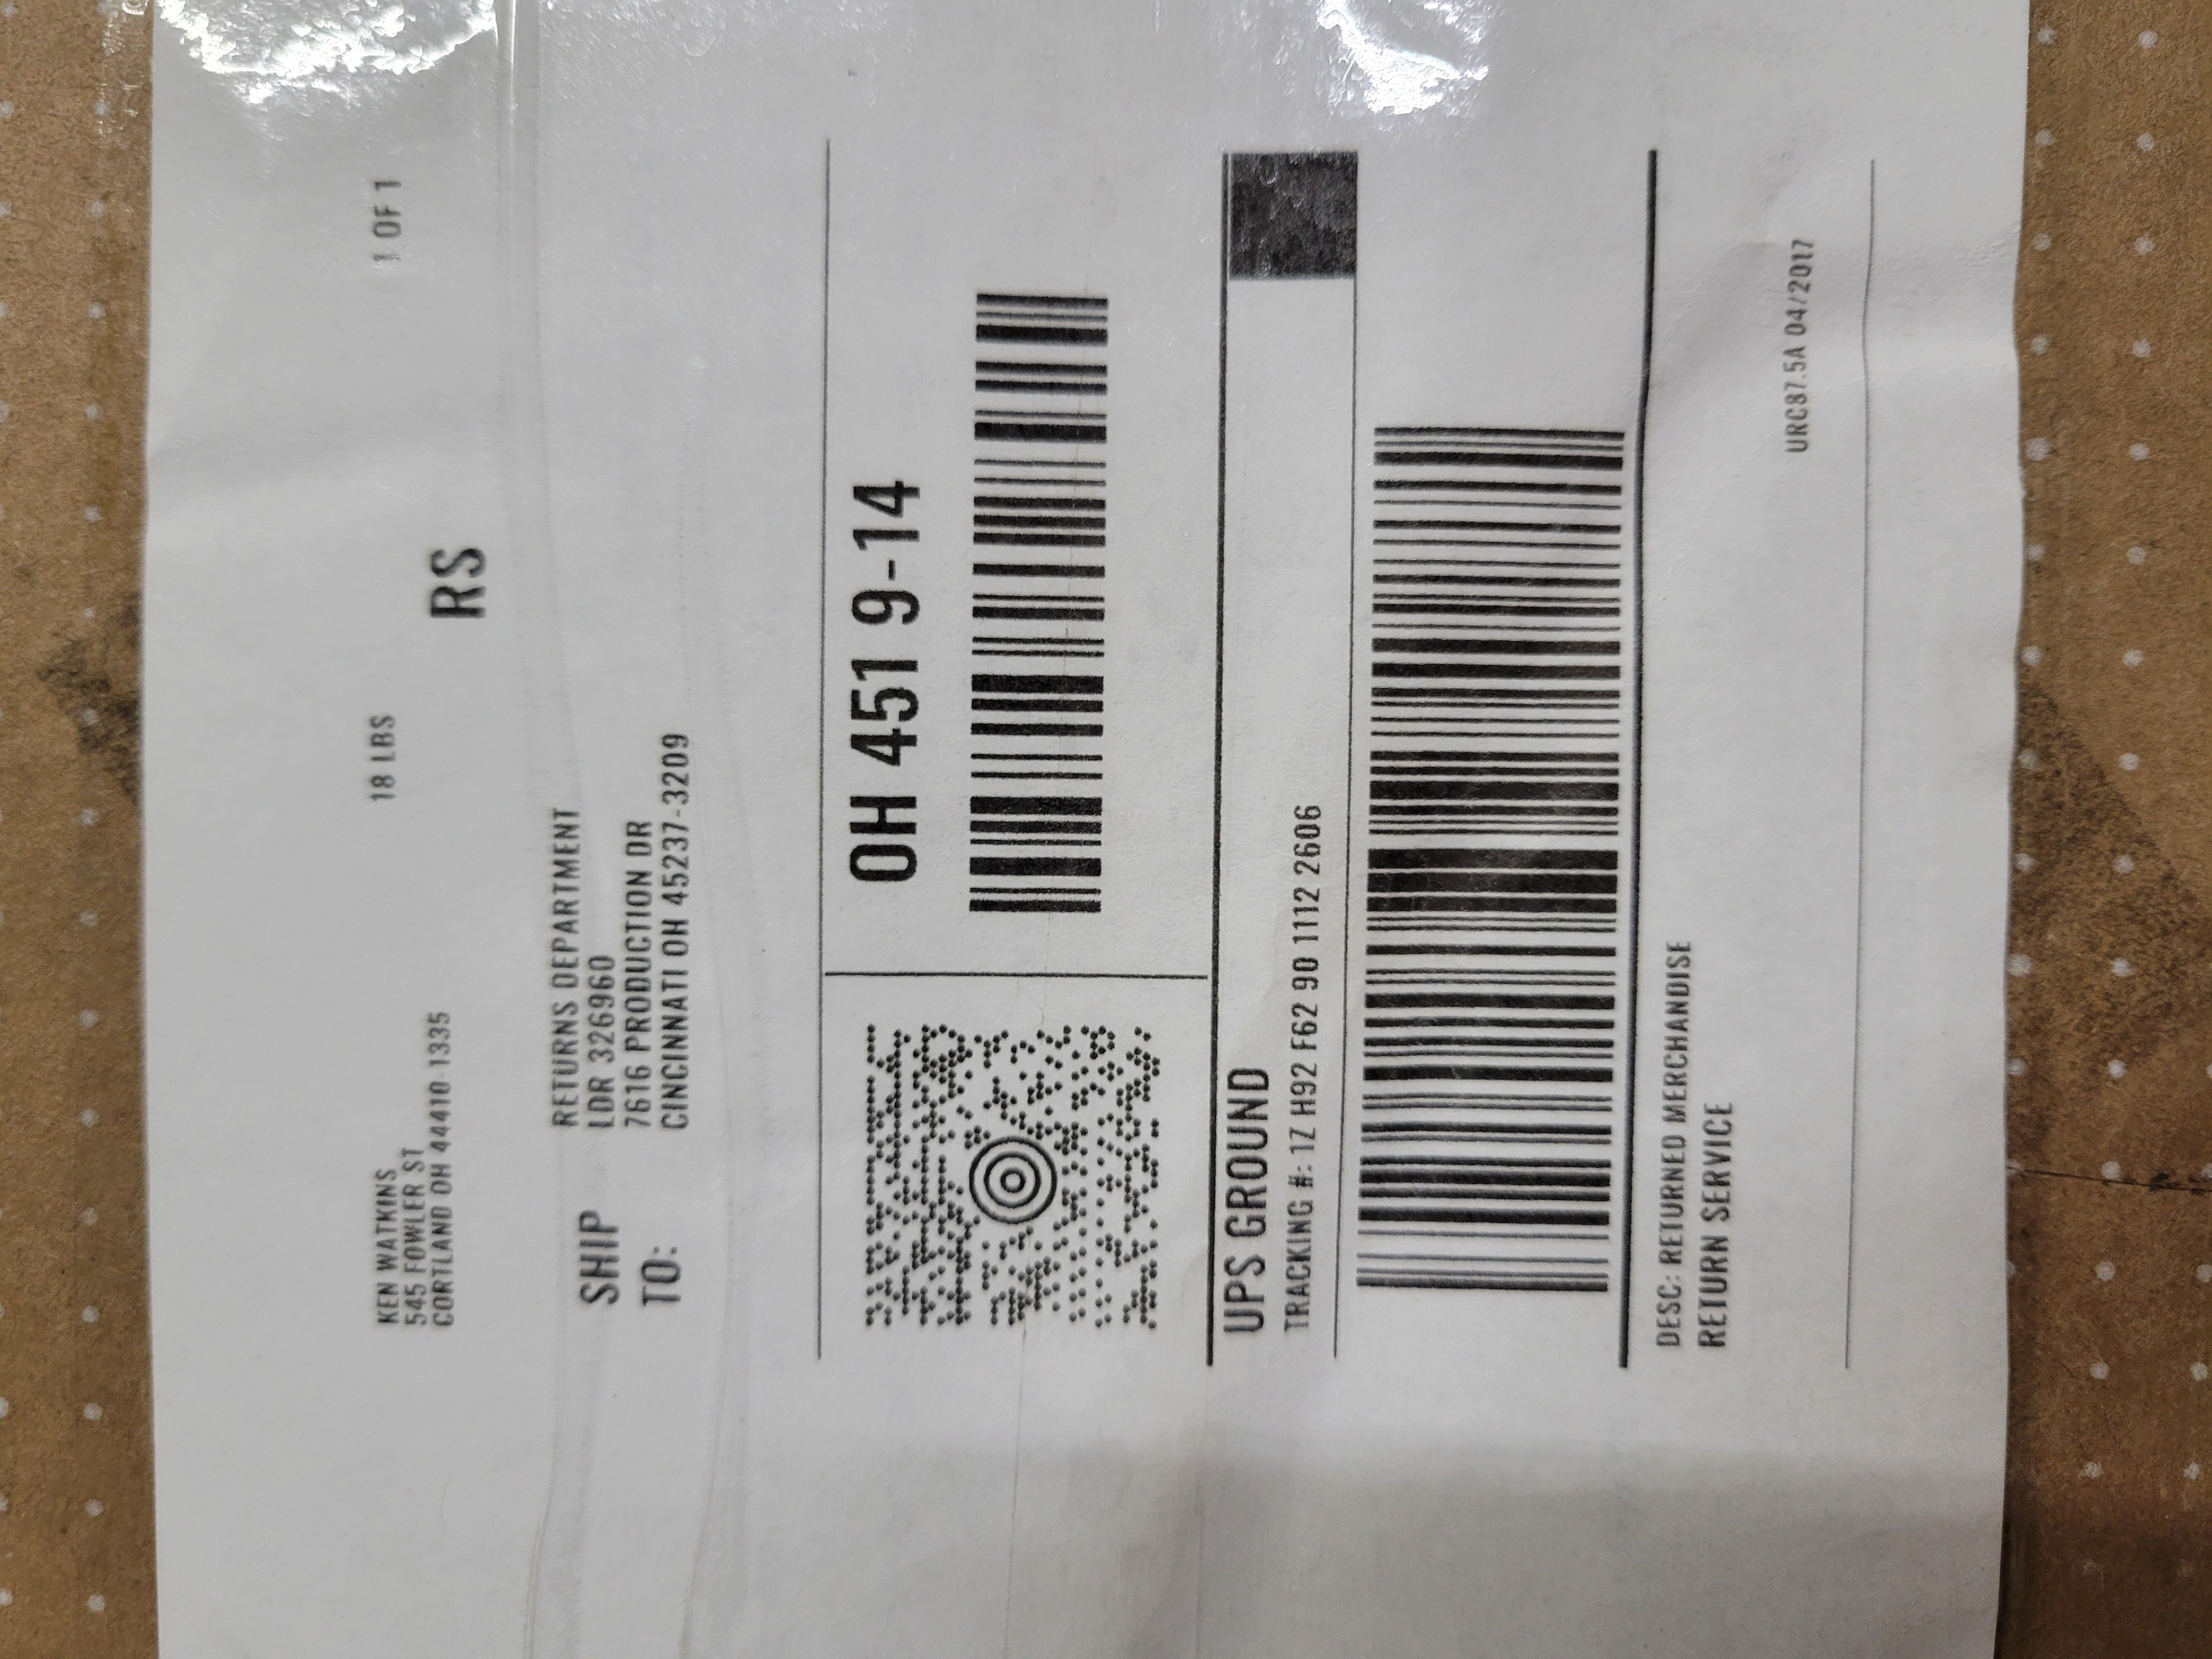 KEN WATKINS
545 FOWLER ST
CORTLAND OH 44410-1335
18 LBS
1 OF 1
RS
SHIP
TO:
RETURNS DEPARTMENT
LDR 326960
7616 PRODUCTION DR
CINCINNATI OH 45237-3209
OH 451 9-14
UPS GROUND
TRACKING #: 1Z H92 F62 90 1112 2606
DESC: RETURNED MERCHANDISE
RETURN SERVICE
URC87.5A 04/2017